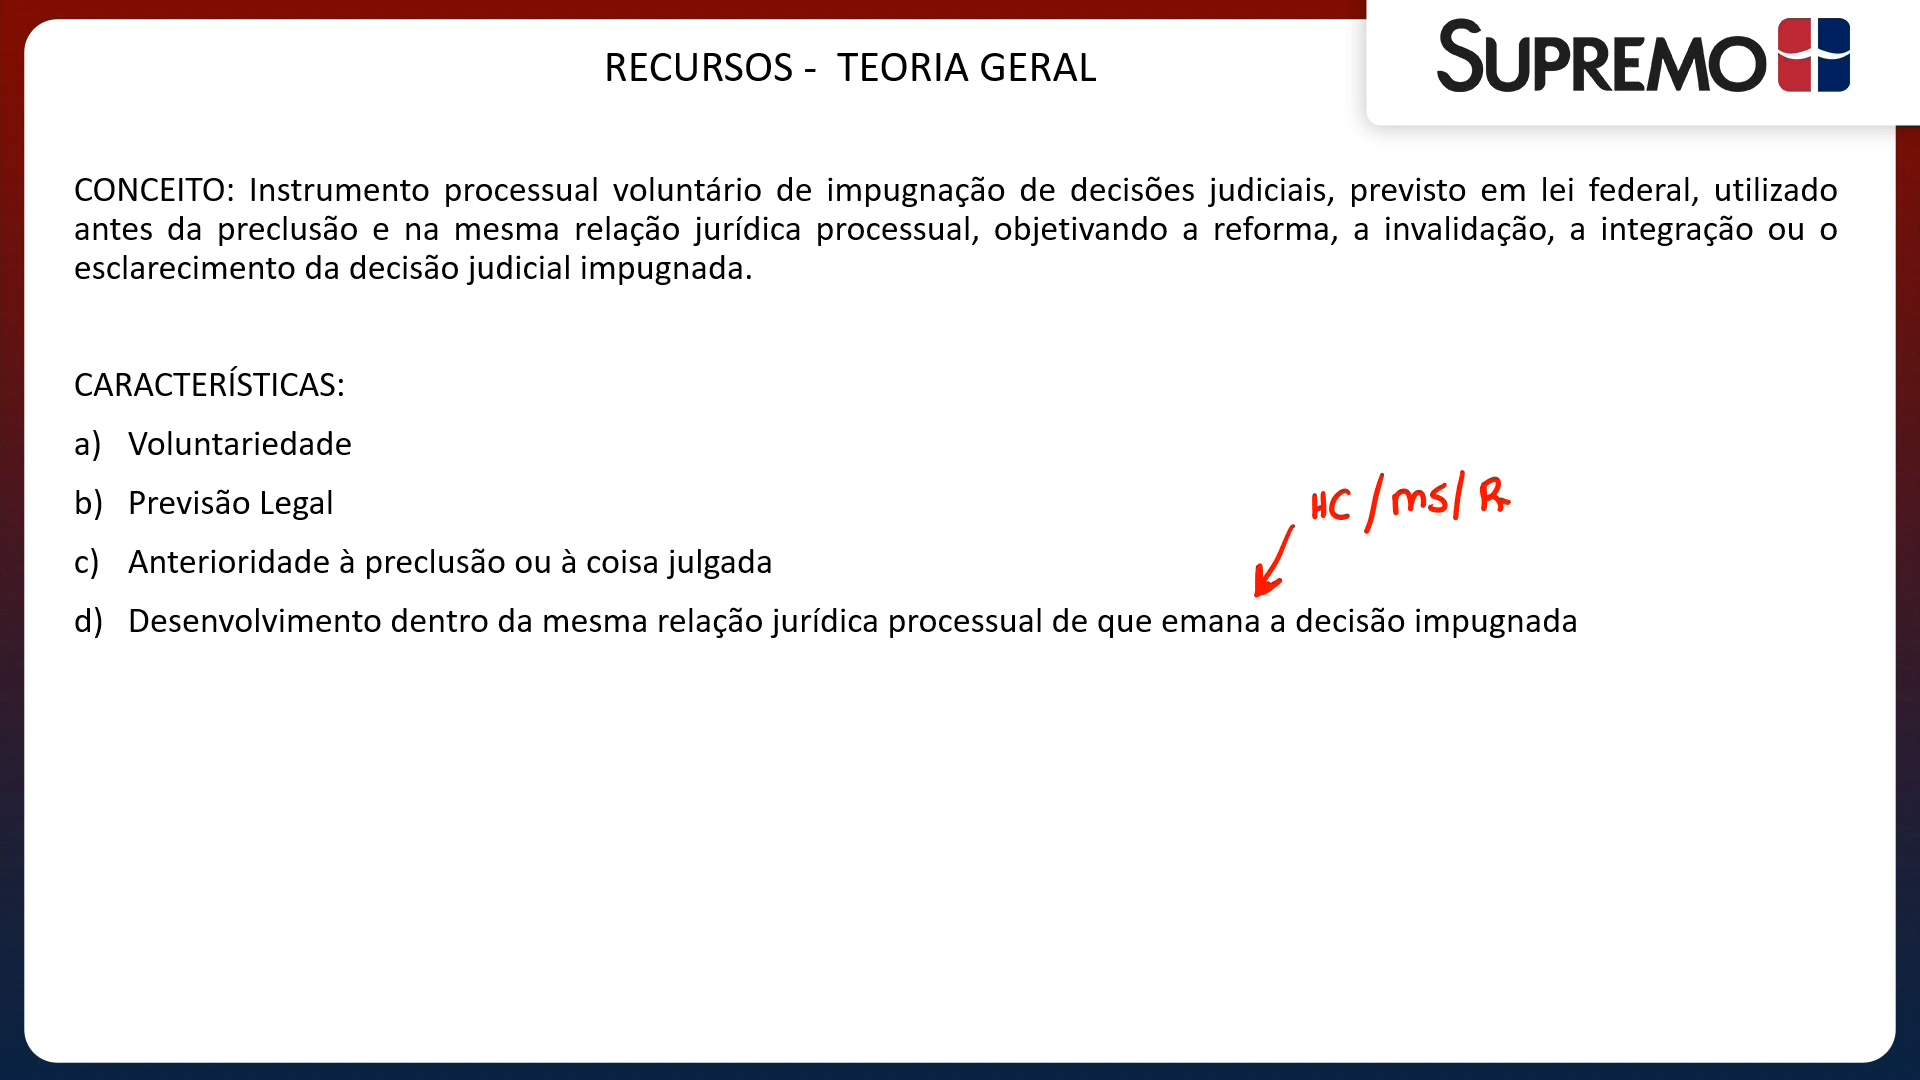 RECURSOS - TEORIA GERAL
SUPREMO
CONCEITO: Instrumento processual voluntário de impugnação de decisões judiciais, previsto em lei federal, utilizado
antes da preclusão e na mesma relação jurídica processual, objetivando a reforma, a invalidação, a integração ou o
esclarecimento da decisão judicial impugnada.
CARACTERÍSTICAS:
a) Voluntariedade
b) Previsão Legal
HC / MS / R
c) Anterioridade à preclusão ou à coisa julgada
d) Desenvolvimento dentro da mesma relação jurídica processual de que emana a decisão impugnada